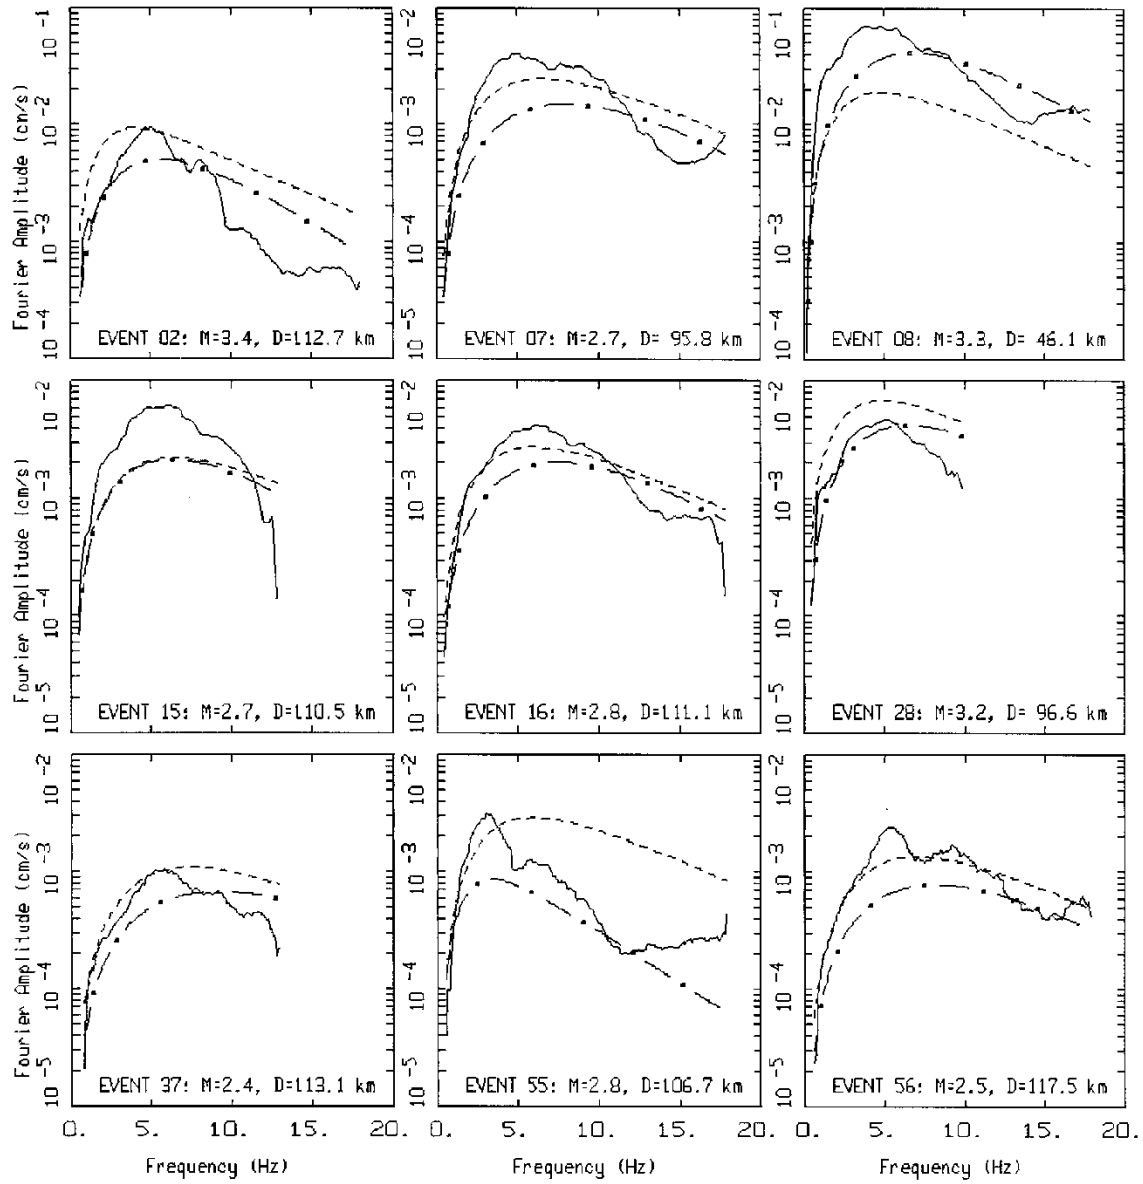 10⁻¹ 10⁻² 10⁻³ 10⁻⁴
Fourier Amplitude (cm/s)
EVENT 02: M=3.4, D=112.7 km
10⁻² 10⁻³ 10⁻⁴ 10⁻⁵
EVENT 07: M=2.7, D= 95.8 km
10⁻¹ 10⁻² 10⁻³ 10⁻⁴
EVENT 08: M=3.3, D= 46.1 km
10⁻² 10⁻³ 10⁻⁴ 10⁻⁵
Fourier Amplitude (cm/s)
EVENT 15: M=2.7, D=110.5 km
10⁻² 10⁻³ 10⁻⁴ 10⁻⁵
EVENT 16: M=2.8, D=111.1 km
10⁻² 10⁻³ 10⁻⁴ 10⁻⁵
EVENT 28: M=3.2, D= 96.6 km
10⁻² 10⁻³ 10⁻⁴ 10⁻⁵
Fourier Amplitude (cm/s)
EVENT 37: M=2.4, D=113.1 km
10⁻² 10⁻³ 10⁻⁴ 10⁻⁵
EVENT 55: M=2.8, D=106.7 km
10⁻² 10⁻³ 10⁻⁴ 10⁻⁵
EVENT 56: M=2.5, D=117.5 km
0. 5. 10. 15. 20. 0. 5. 10. 15. 20. 0. 5. 10. 15. 20.
Frequency (Hz) Frequency (Hz) Frequency (Hz)